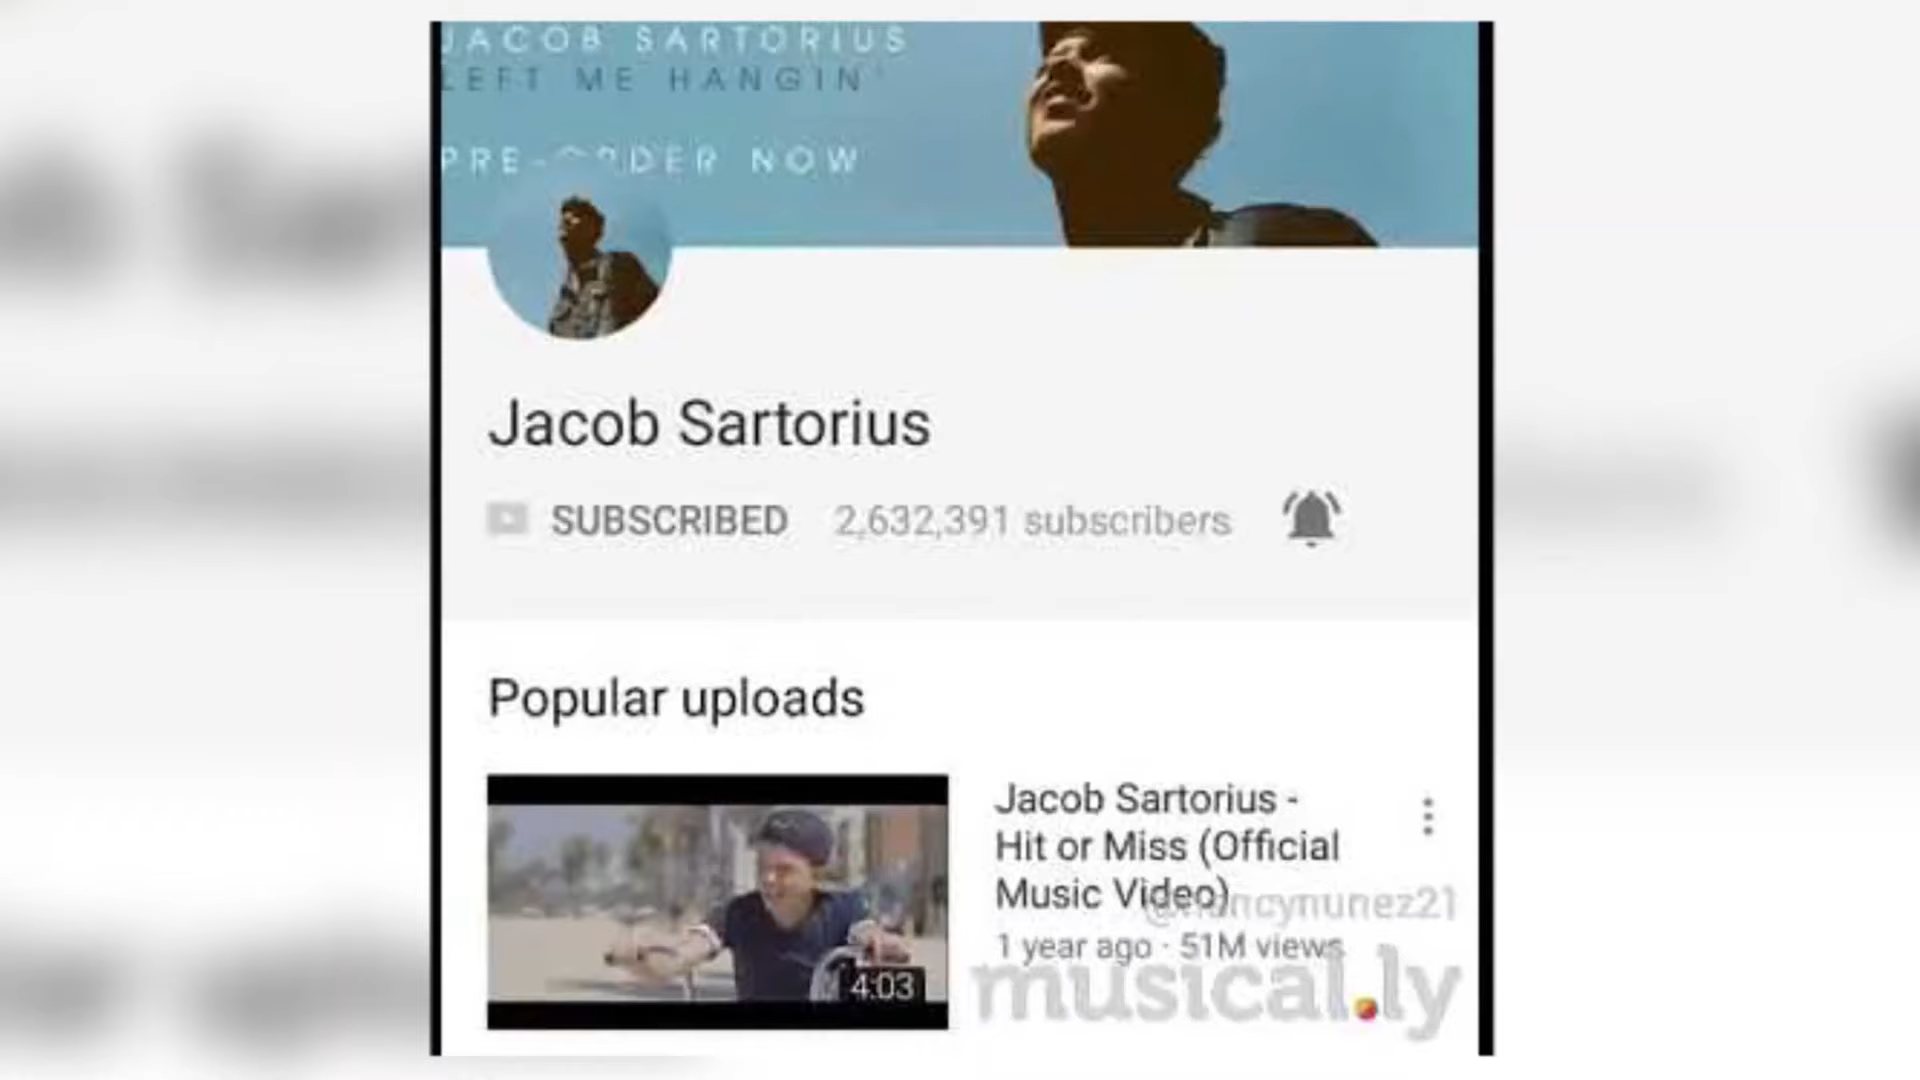 JACOB SARTORIUS
LEFT ME HANGIN'
PRE-ORDER NOW
Jacob Sartorius
SUBSCRIBED 2,632,391 subscribers
Popular uploads
Jacob Sartorius -
Hit or Miss (Official
Music Video)
1 year ago · 51M views
4:03
musical.ly